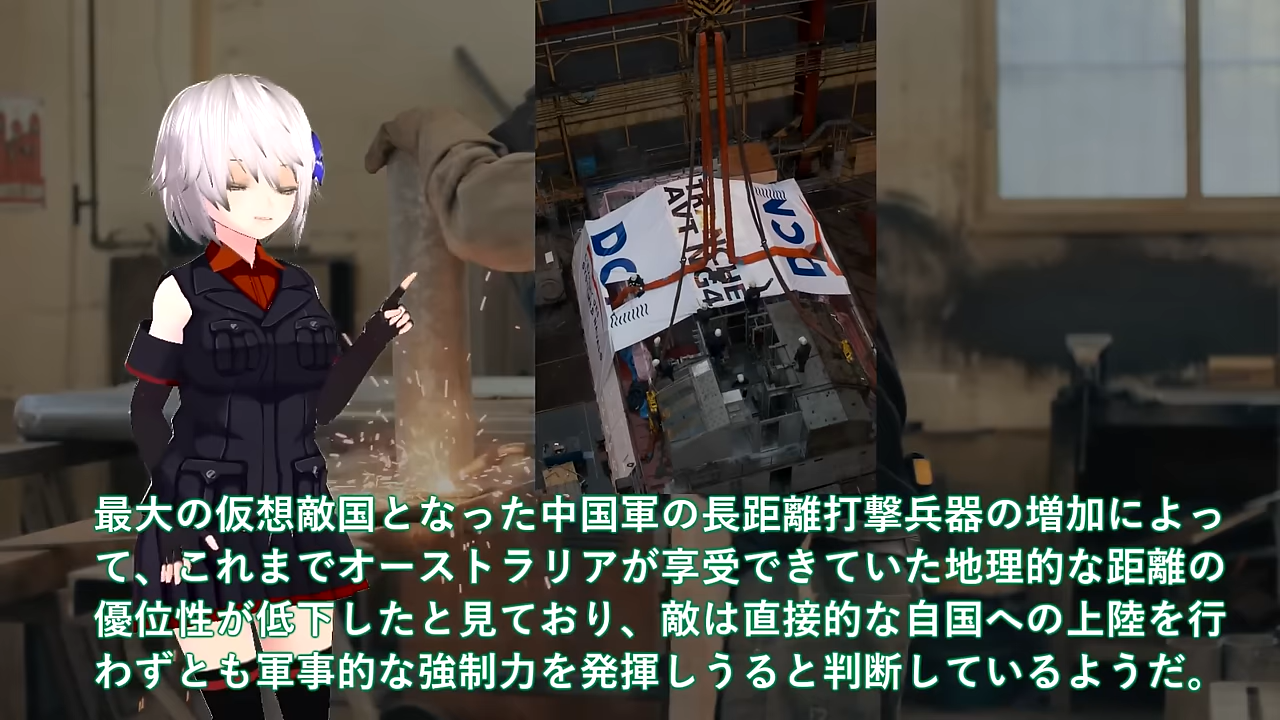 最大の仮想敵国となった中国軍の長距離打撃兵器の増加によっ
て、これまでオーストラリアが享受できていた地理的な距離の
優位性が低下したと見ており、敵は直接的な自国への上陸を行
わずとも軍事的な強制力を発揮しうると判断しているようだ。